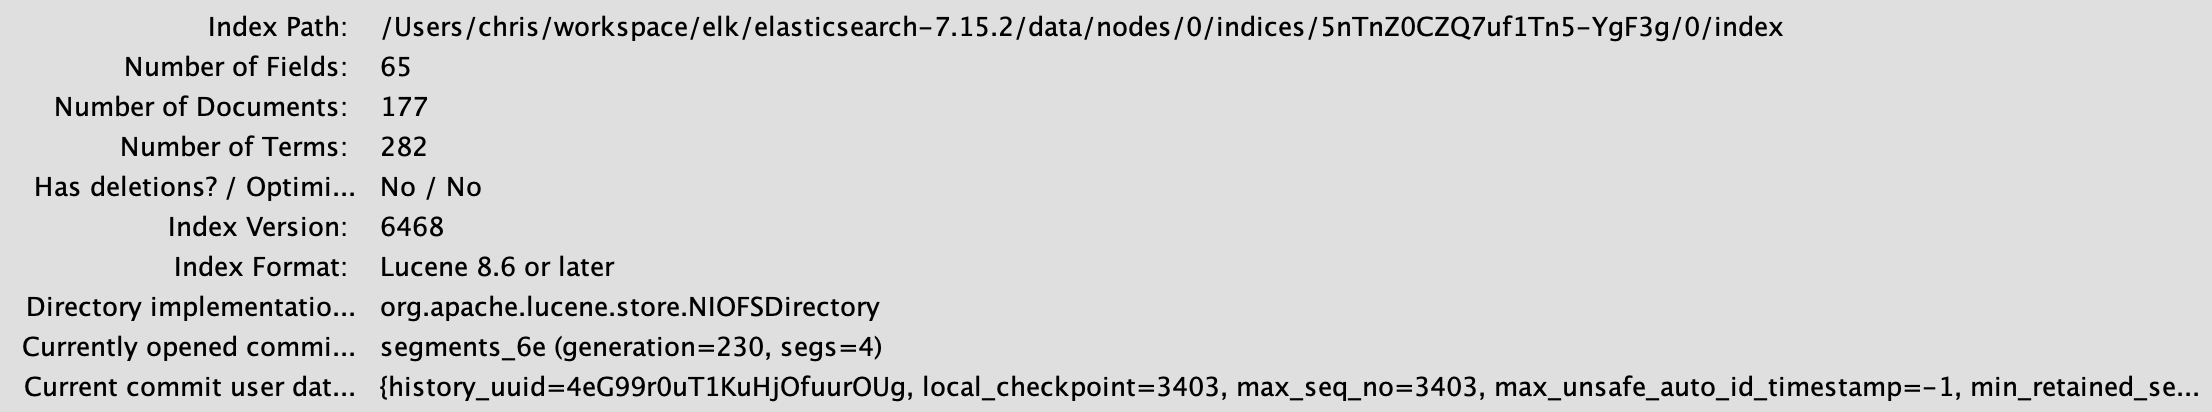 Index Path: /Users/chris/workspace/elk/elasticsearch-7.15.2/data/nodes/0/indices/5nTnZ0CZQ7uf1Tn5-YgF3g/0/index
Number of Fields: 65
Number of Documents: 177
Number of Terms: 282
Has deletions? / Optimi... No / No
Index Version: 6468
Index Format: Lucene 8.6 or later
Directory implementatio... org.apache.lucene.store.NIOFSDirectory
Currently opened commi... segments_6e (generation=230, segs=4)
Current commit user dat... {history_uuid=4eG99r0uT1KuHjOfuurOUg, local_checkpoint=3403, max_seq_no=3403, max_unsafe_auto_id_timestamp=-1, min_retained_se...